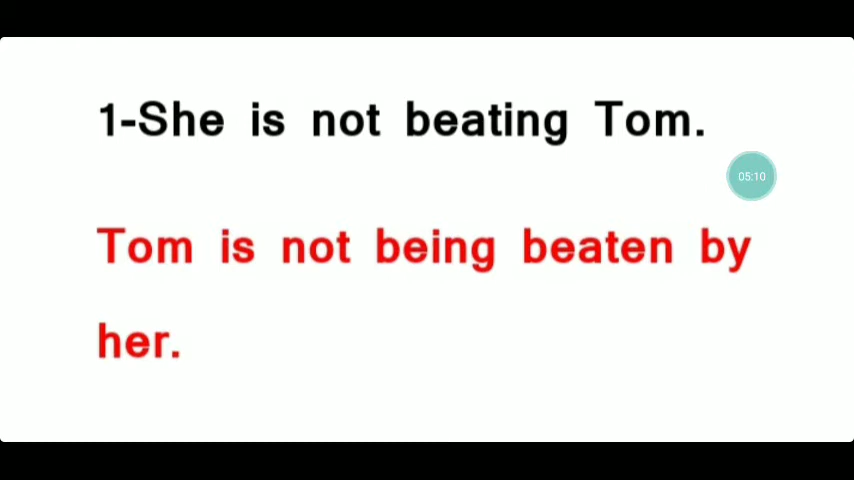 1-She is not beating Tom.
05:10
Tom is not being beaten by
her.